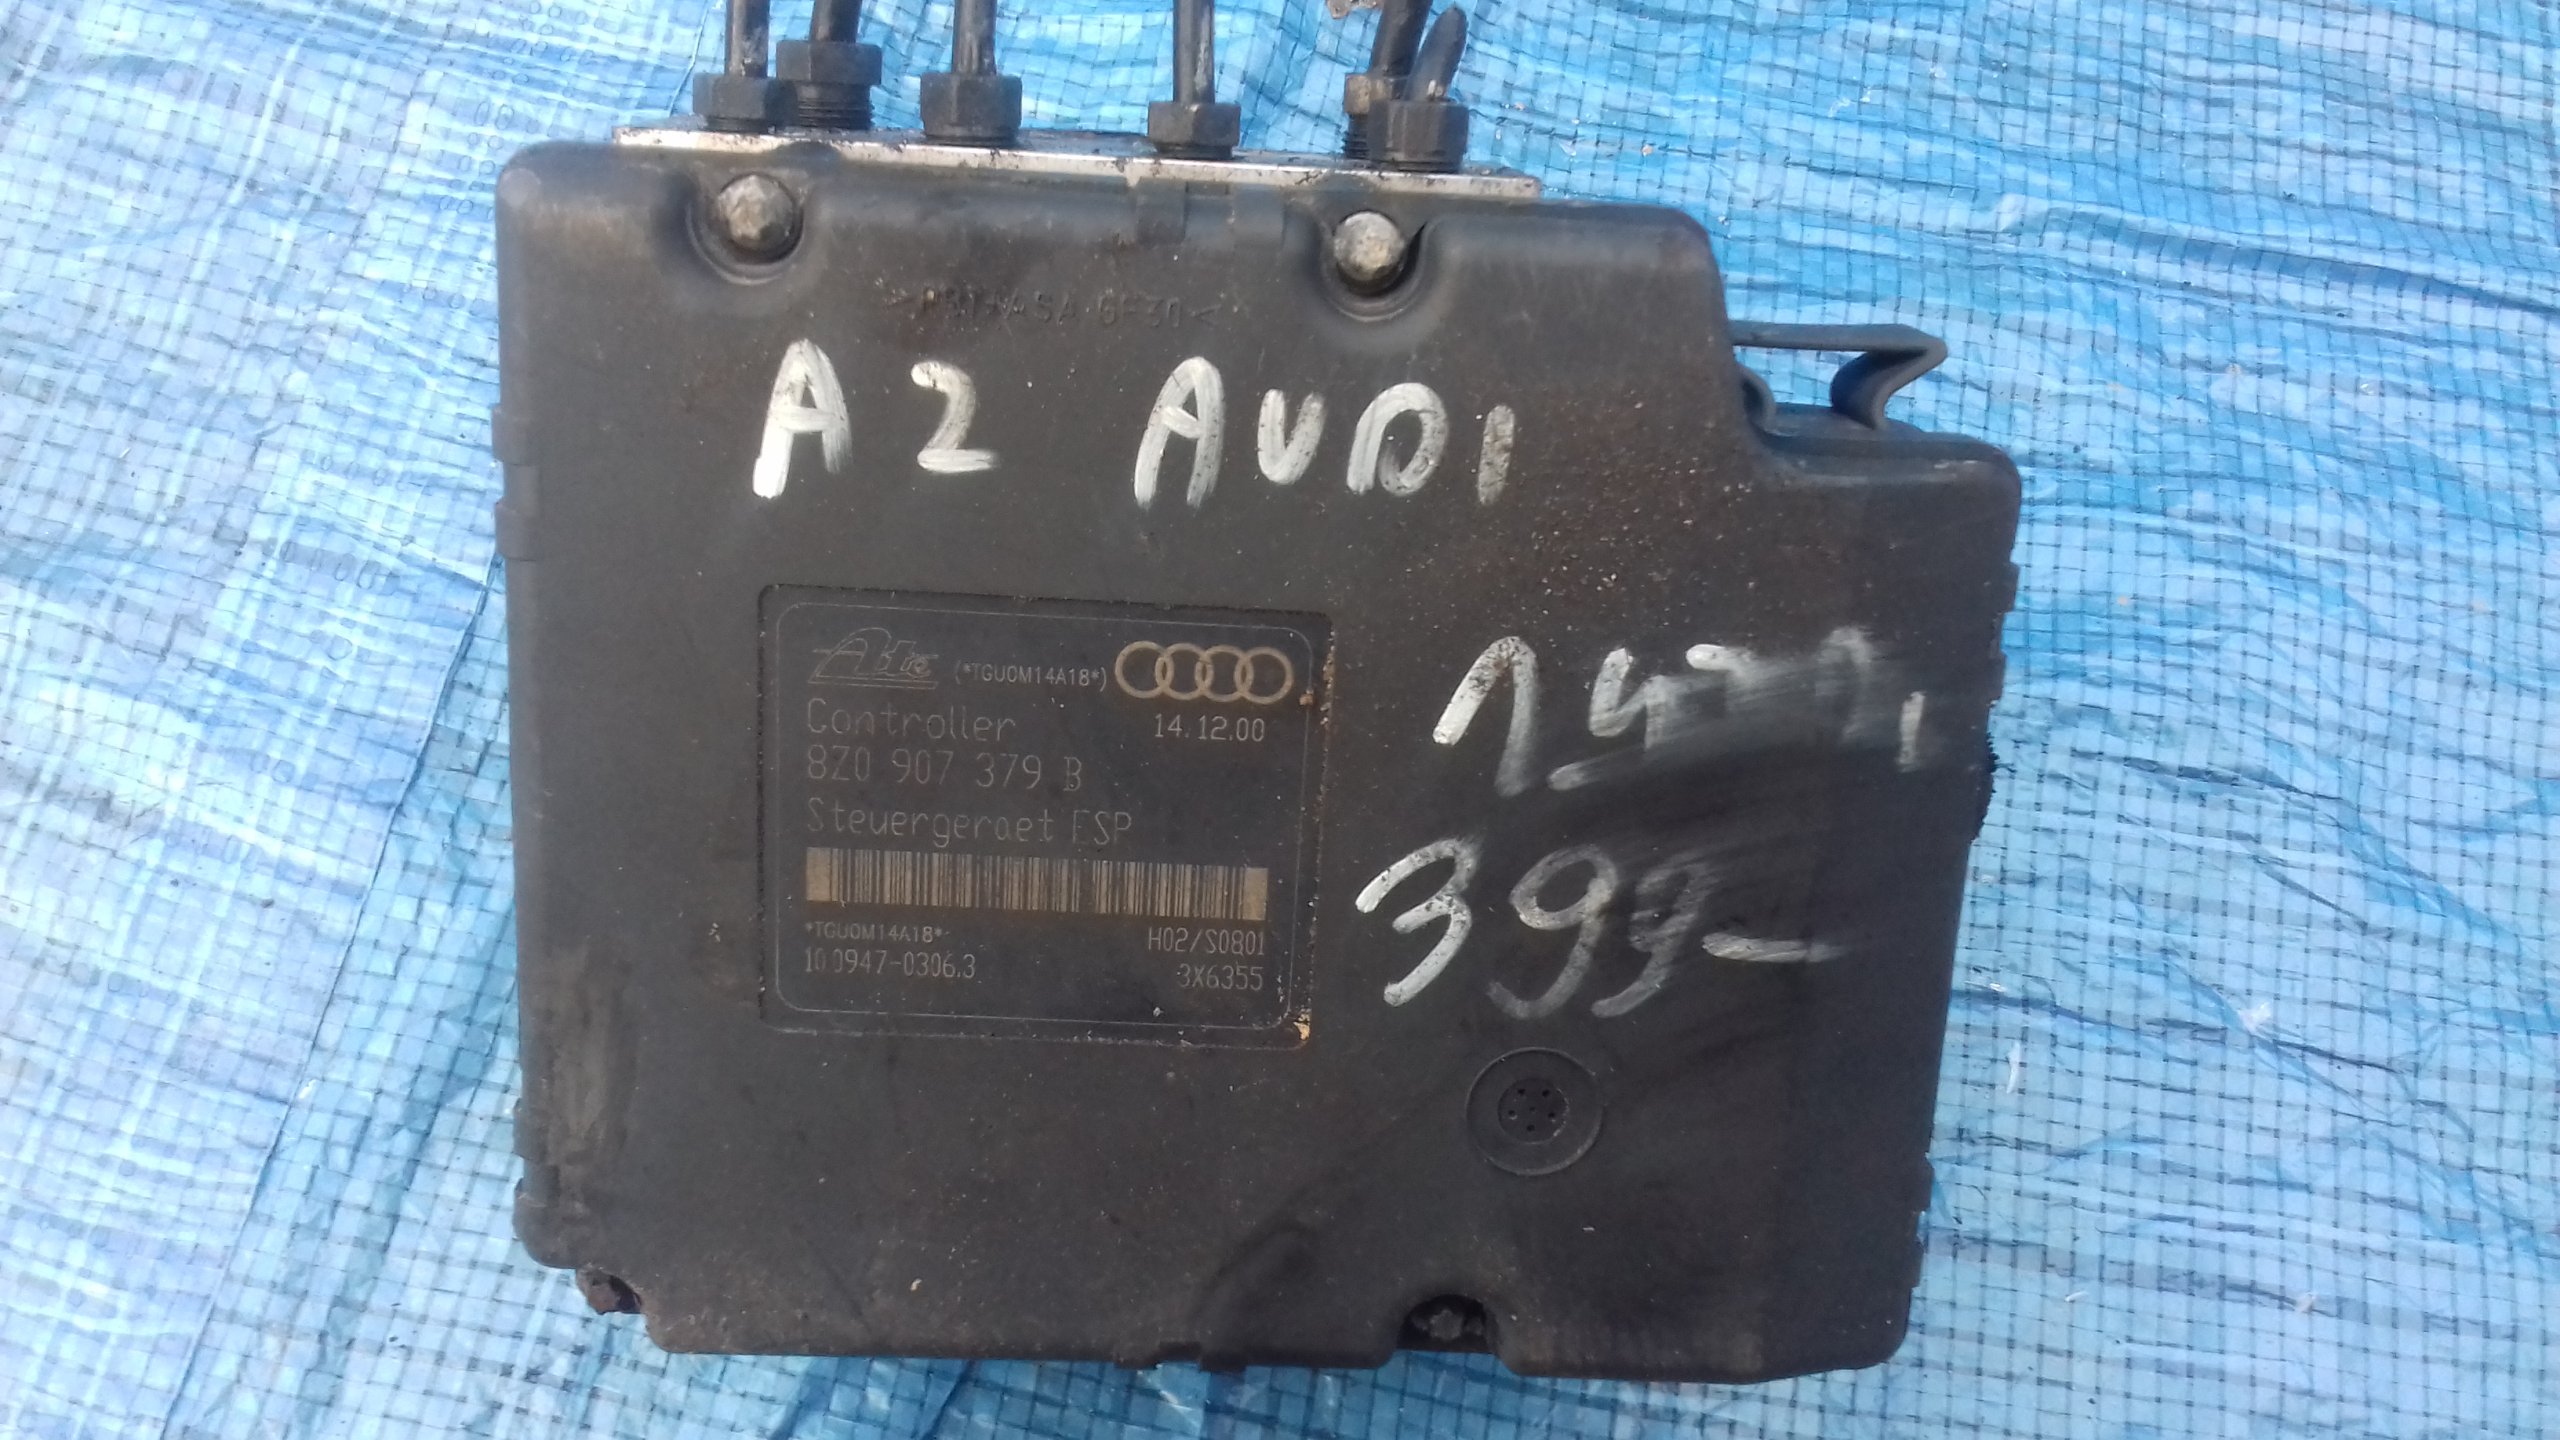 A2 AUDI
Ate (*TGU0M14A18*)
Controller 14.12.00
8Z0 907 379 B
Steuergeraet ESP
*TGU0M14A18* H02/S0801
10.0947-0306.3 3X6355
399-